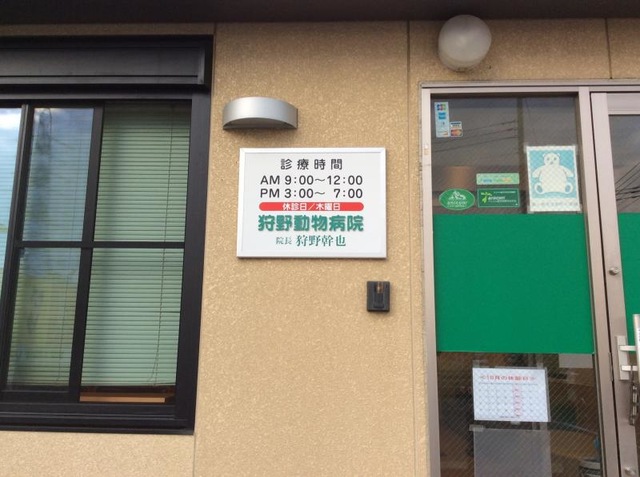 診療時間
AM 9:00～12:00
PM 3:00～ 7:00
休診日／木曜日
狩野動物病院
院長 狩野幹也
JCB